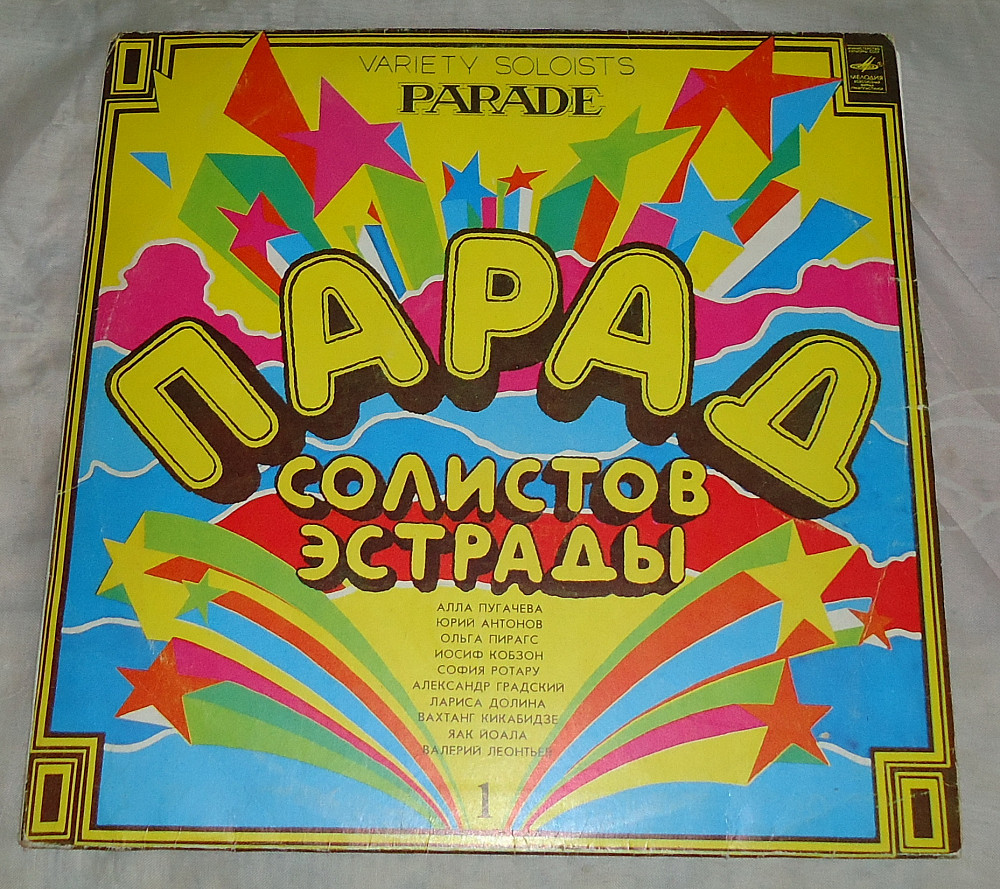 VARIETY SOLOISTS
PARADE
МЕЛОДИЯ
ПАРАД
СОЛИСТОВ
ЭСТРАДЫ
АЛЛА ПУГАЧЕВА
ЮРИЙ АНТОНОВ
ОЛЬГА ПИРАГС
ИОСИФ КОБЗОН
СОФИЯ РОТАРУ
АЛЕКСАНДР ГРАДСКИЙ
ЛАРИСА ДОЛИНА
ВАХТАНГ КИКАБИДЗЕ
ЯАК ЙОАЛА
ВАЛЕРИЙ ЛЕОНТЬЕВ
1